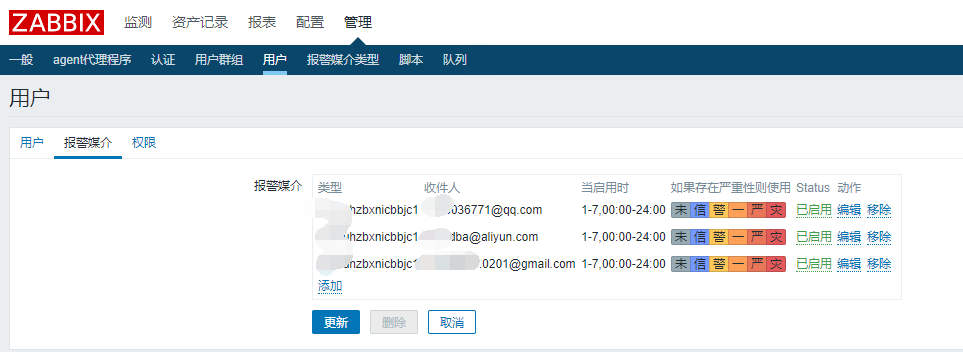 ZABBIX 监测 资产记录 报表 配置 管理
一般 agent代理程序 认证 用户群组 用户 报警媒介类型 脚本 队列
用户
用户 报警媒介 权限
报警媒介 类型 收件人 当启用时 如果存在严重性则使用 Status 动作
hzbxnicbbjc1 036771@qq.com 1-7,00:00-24:00 未 信 警 一 严 灾 已启用 编辑 移除
hzbxnicbbjc1 dba@aliyun.com 1-7,00:00-24:00 未 信 警 一 严 灾 已启用 编辑 移除
hzbxnicbbjc1 .0201@gmail.com 1-7,00:00-24:00 未 信 警 一 严 灾 已启用 编辑 移除
添加
更新 删除 取消